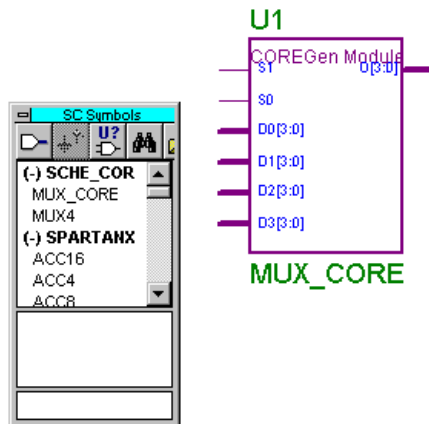 U1
COREGen Module
S1
O[3:0]
S0
D0[3:0]
D1[3:0]
D2[3:0]
D3[3:0]
MUX_CORE
SC Symbols
U?
(-) SCHE_COR
MUX_CORE
MUX4
(-) SPARTANX
ACC16
ACC4
ACC8